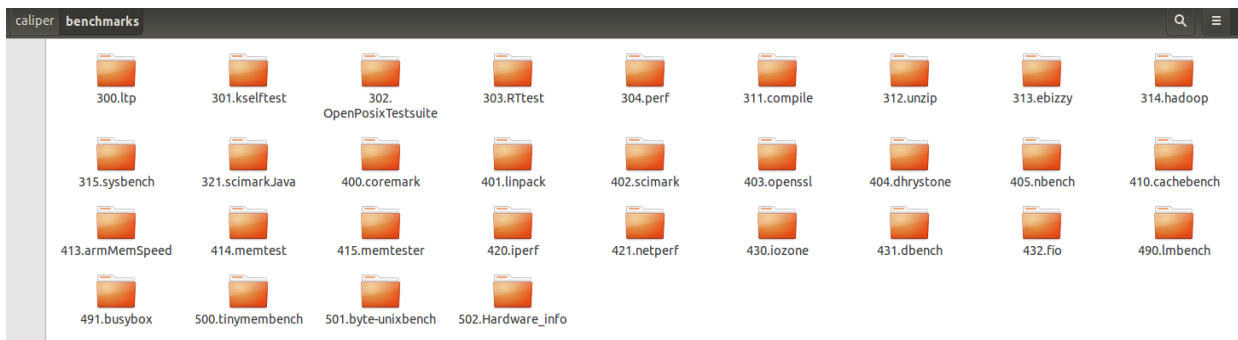 caliper benchmarks
300.ltp 301.kselftest 302. 303.RTtest 304.perf 311.compile 312.unzip 313.ebizzy 314.hadoop
OpenPosixTestsuite
315.sysbench 321.scimarkJava 400.coremark 401.linpack 402.scimark 403.openssl 404.dhrystone 405.nbench 410.cachebench
413.armMemSpeed 414.memtest 415.memtester 420.iperf 421.netperf 430.iozone 431.dbench 432.fio 490.lmbench
491.busybox 500.tinymembench 501.byte-unixbench 502.Hardware_info